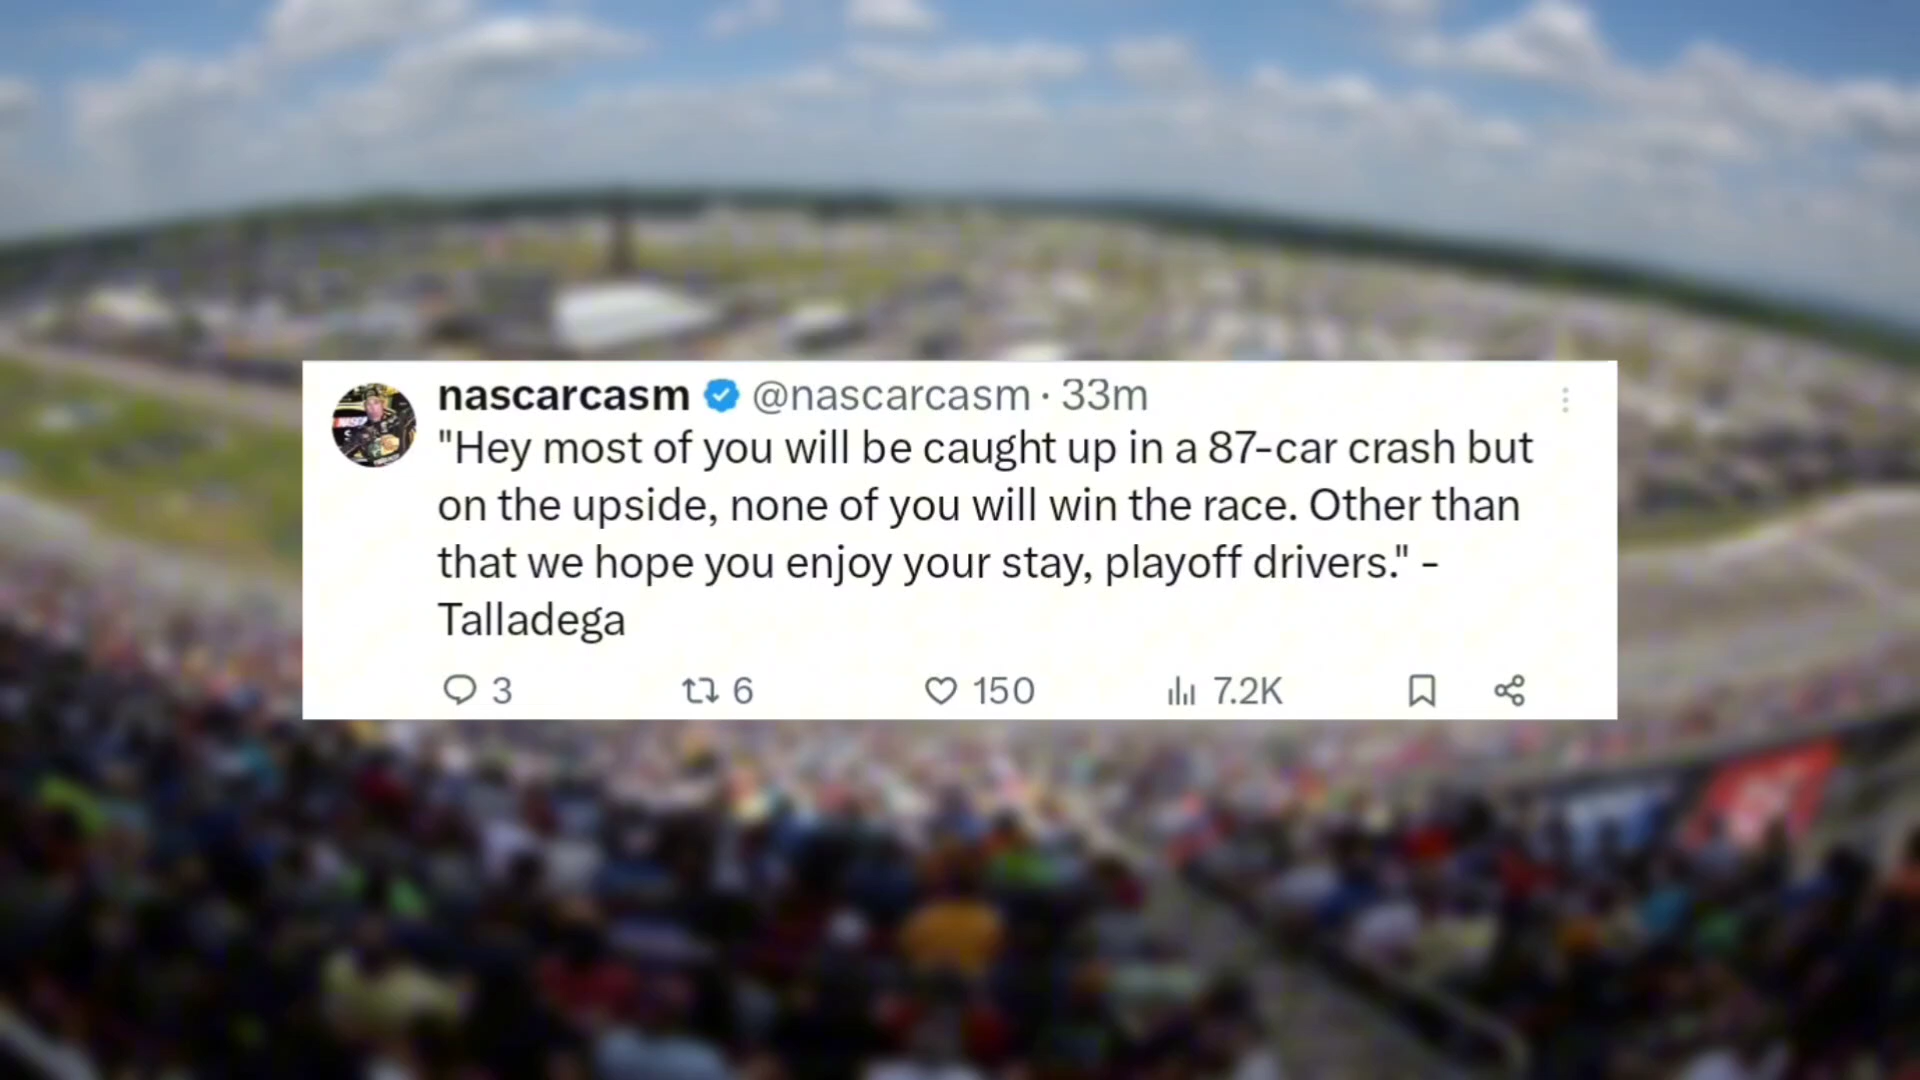 nascarcasm @nascarcasm · 33m
"Hey most of you will be caught up in a 87-car crash but
on the upside, none of you will win the race. Other than
that we hope you enjoy your stay, playoff drivers." -
Talladega
3 6 150 7.2K